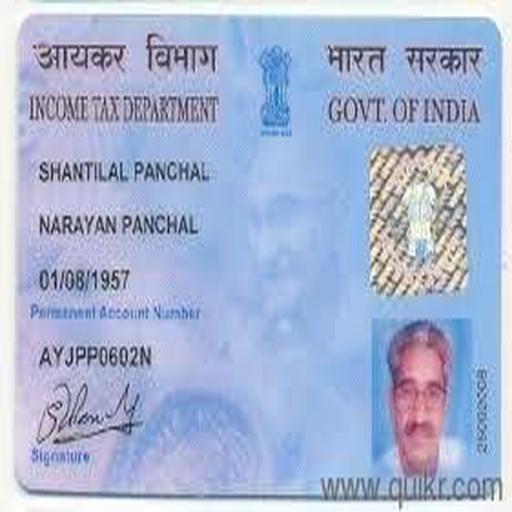 आयकर विभाग
भारत सरकार
INCOME TAX DEPARTMENT
GOVT. OF INDIA
SHANTILAL PANCHAL
NARAYAN PANCHAL
01/08/1957
Permanent Account Number
AYJPP0602N
Signature
www.quikr.com